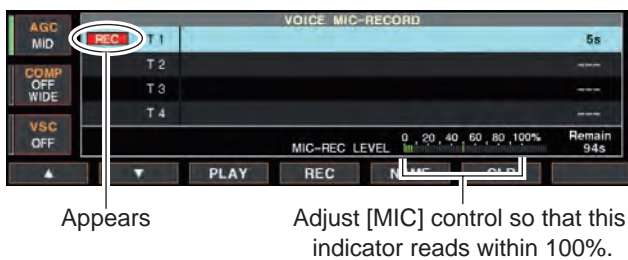 VOICE MIC-RECORD
AGC
MID
REC T 1 5s
T 2 ---
COMP
OFF
WIDE
T 3 ---
T 4 ---
VSC
OFF
MIC-REC LEVEL 0 20 40 60 80 100% Remain
94s
▲ ▼ PLAY REC NAME CLR
Appears
Adjust [MIC] control so that this
indicator reads within 100%.